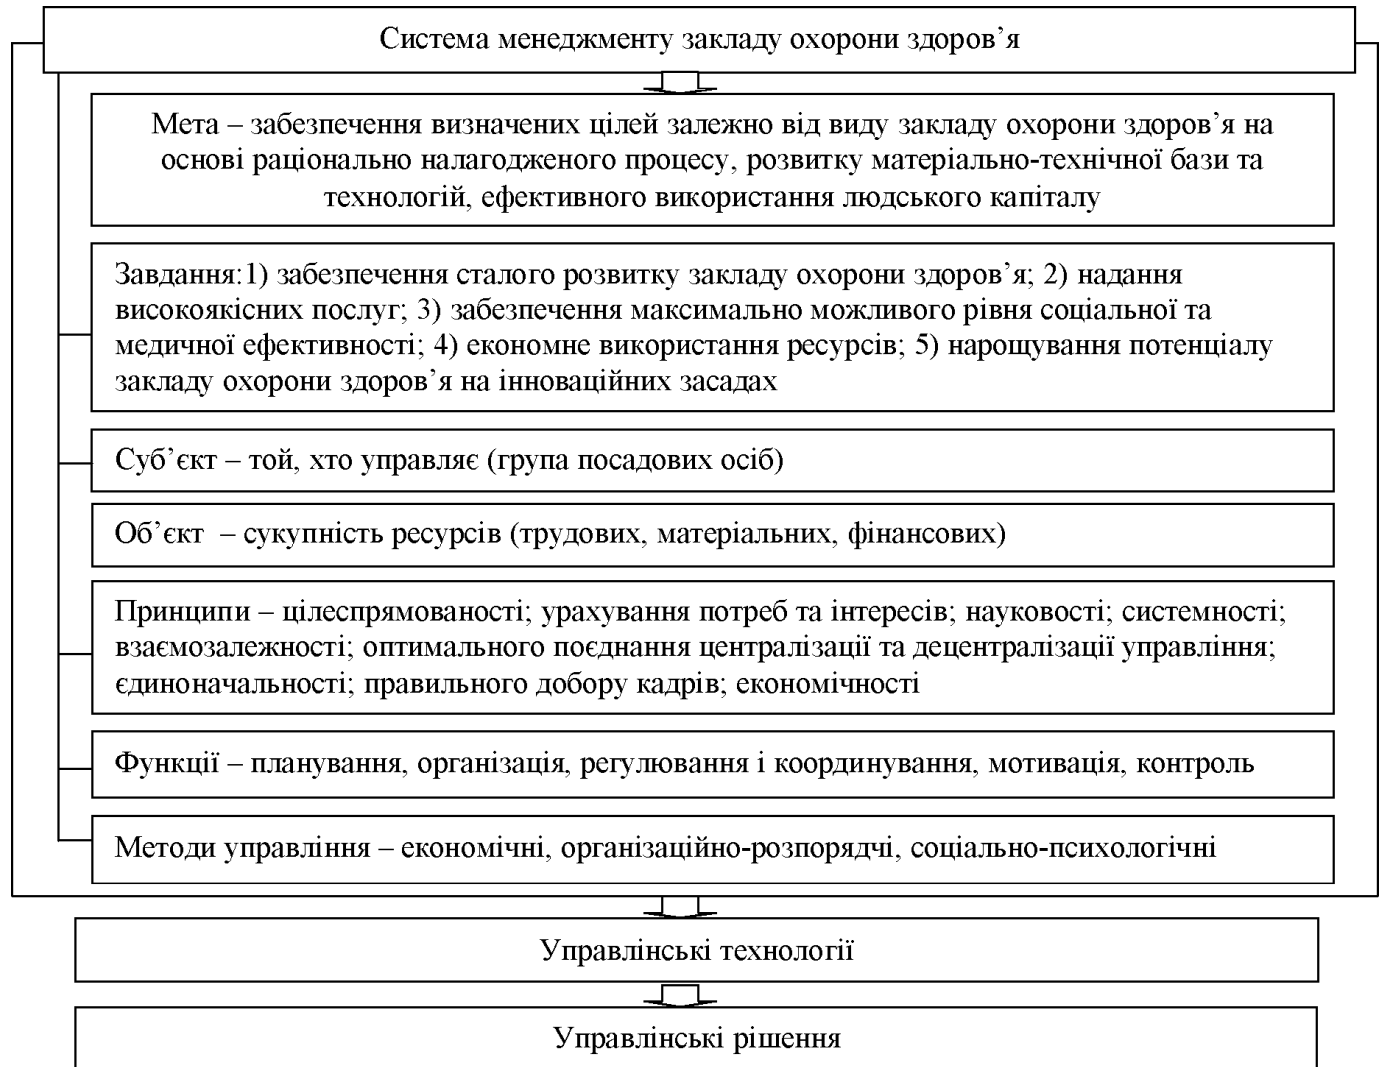 Система менеджменту закладу охорони здоров’я
Мета – забезпечення визначених цілей залежно від виду закладу охорони здоров’я на
основі раціонально налагодженого процесу, розвитку матеріально-технічної бази та
технологій, ефективного використання людського капіталу
Завдання:1) забезпечення сталого розвитку закладу охорони здоров’я; 2) надання
високоякісних послуг; 3) забезпечення максимально можливого рівня соціальної та
медичної ефективності; 4) економне використання ресурсів; 5) нарощування потенціалу
закладу охорони здоров’я на інноваційних засадах
Суб’єкт – той, хто управляє (група посадових осіб)
Об’єкт – сукупність ресурсів (трудових, матеріальних, фінансових)
Принципи – цілеспрямованості; урахування потреб та інтересів; науковості; системності;
взаємозалежності; оптимального поєднання централізації та децентралізації управління;
єдиноначальності; правильного добору кадрів; економічності
Функції – планування, організація, регулювання і координування, мотивація, контроль
Методи управління – економічні, організаційно-розпорядчі, соціально-психологічні
Управлінські технології
Управлінські рішення